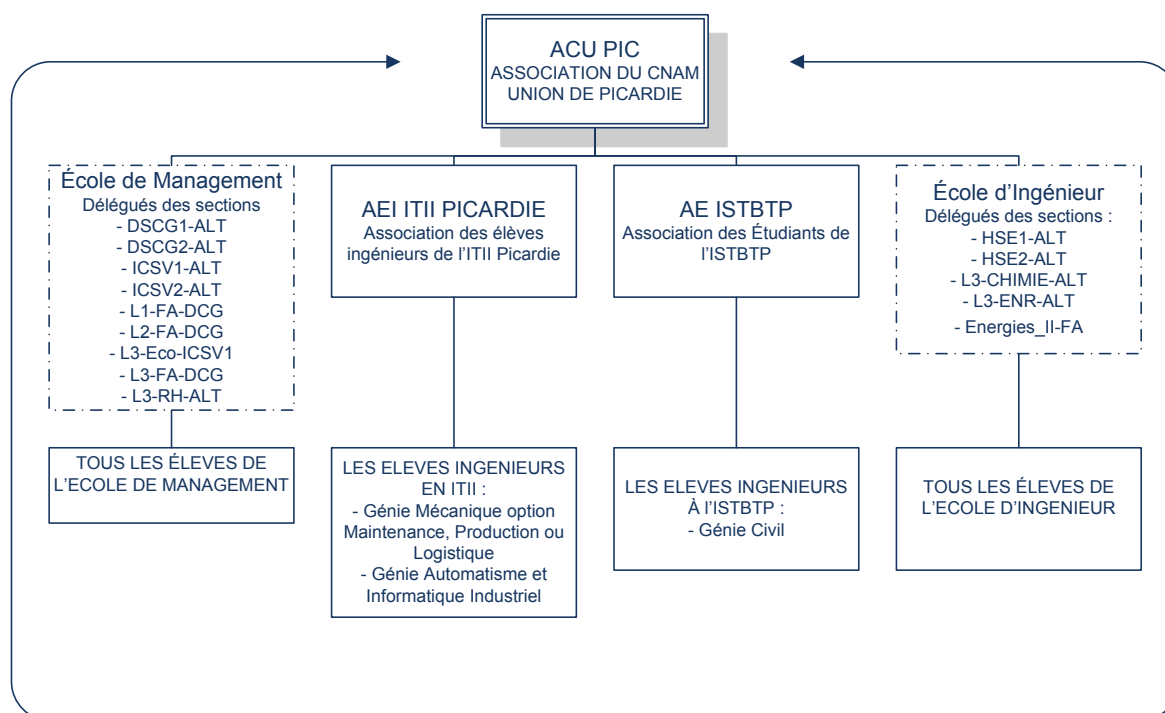 ACU PIC
ASSOCIATION DU CNAM
UNION DE PICARDIE
École de Management
Délégués des sections
- DSCG1-ALT
- DSCG2-ALT
- ICSV1-ALT
- ICSV2-ALT
- L1-FA-DCG
- L2-FA-DCG
- L3-Eco-ICSV1
- L3-FA-DCG
- L3-RH-ALT
AEI ITII PICARDIE
Association des élèves
ingénieurs de l'ITII Picardie
AE ISTBTP
Association des Étudiants de
l'ISTBTP
École d'Ingénieur
Délégués des sections :
- HSE1-ALT
- HSE2-ALT
- L3-CHIMIE-ALT
- L3-ENR-ALT
- Energies_II-FA
TOUS LES ÉLEVES DE
L'ECOLE DE MANAGEMENT
LES ELEVES INGENIEURS
EN ITII :
- Génie Mécanique option
Maintenance, Production ou
Logistique
- Génie Automatisme et
Informatique Industriel
LES ELEVES INGENIEURS
À l'ISTBTP :
- Génie Civil
TOUS LES ÉLEVES DE
L'ECOLE D'INGENIEUR